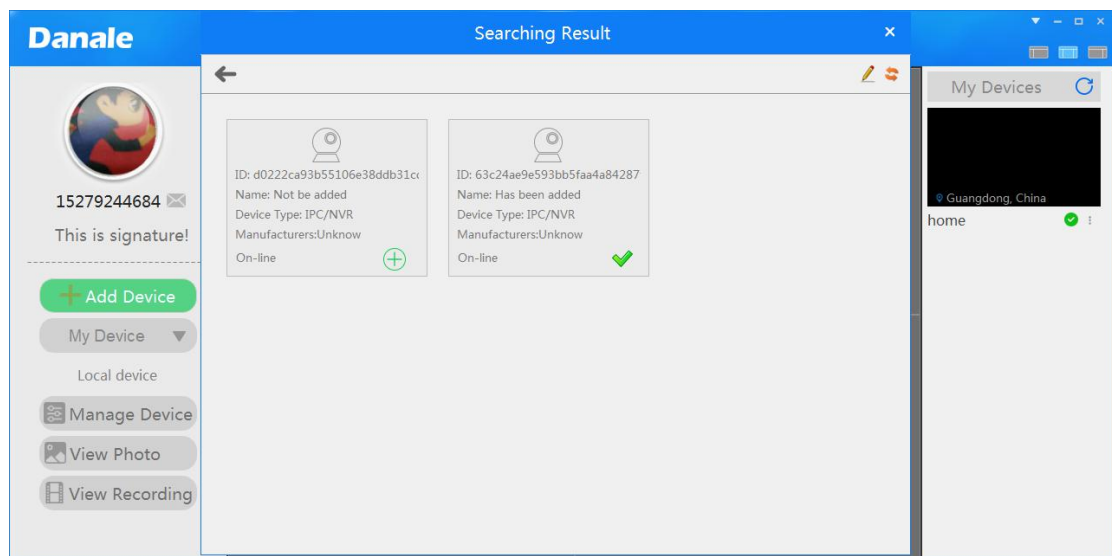 Danale
Searching Result
My Devices
ID: d0222ca93b55106e38ddb31cc
Name: Not be added
Device Type: IPC/NVR
Manufacturers:Unknow
On-line
ID: 63c24ae9e593bb5faa4a84287
Name: Has been added
Device Type: IPC/NVR
Manufacturers:Unknow
On-line
15279244684
This is signature!
Add Device
My Device
Local device
Manage Device
View Photo
View Recording
Guangdong, China
home